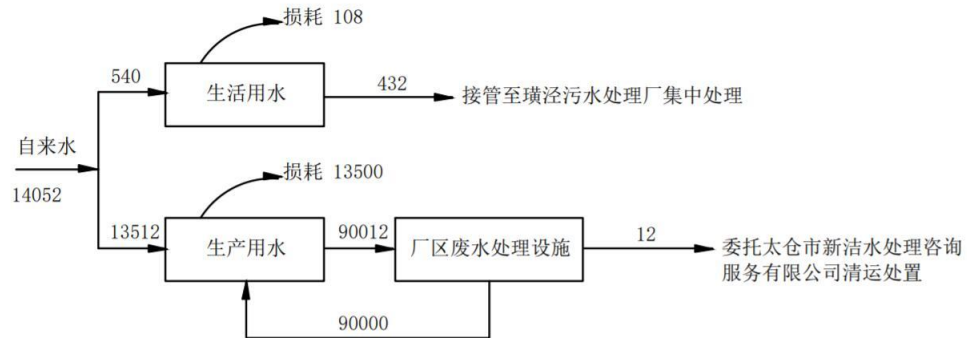 损耗 108
540
生活用水
432
接管至璜泾污水处理厂集中处理
自来水
14052
损耗 13500
13512
生产用水
90012
厂区废水处理设施
12
委托太仓市新洁水处理咨询
服务有限公司清运处置
90000